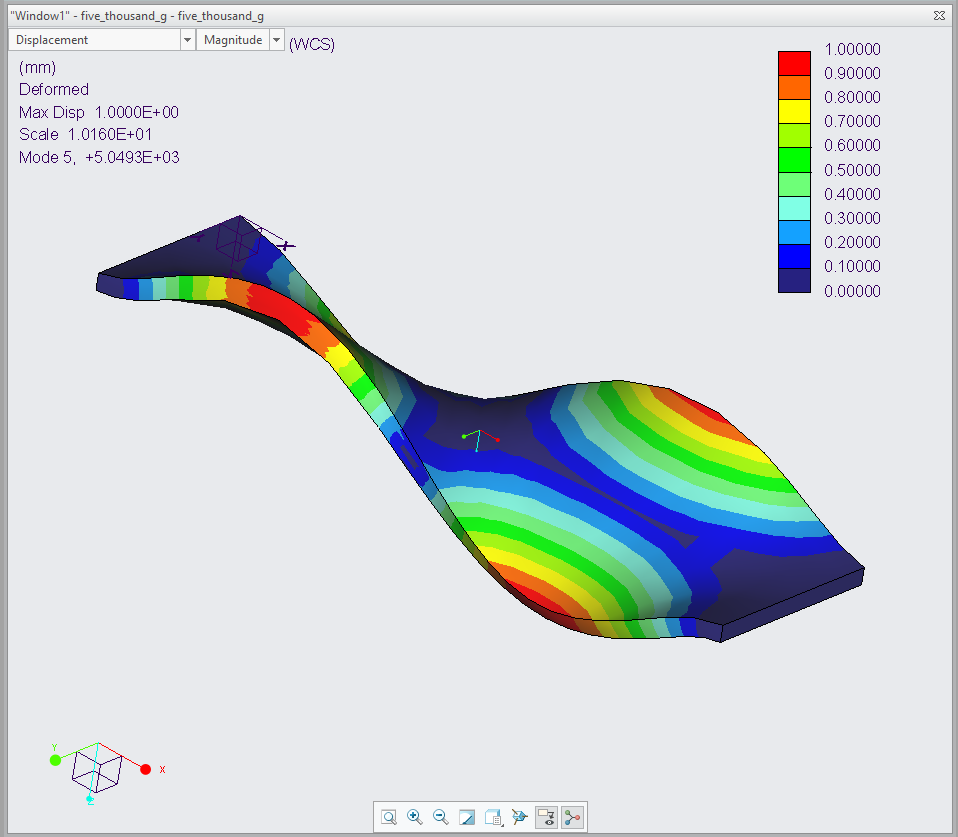 "Window1" - five_thousand_g - five_thousand_g
Displacement Magnitude (WCS)
(mm)
Deformed
Max Disp 1.0000E+00
Scale 1.0160E+01
Mode 5, +5.0493E+03
1.00000
0.90000
0.80000
0.70000
0.60000
0.50000
0.40000
0.30000
0.20000
0.10000
0.00000
Y
X
Z